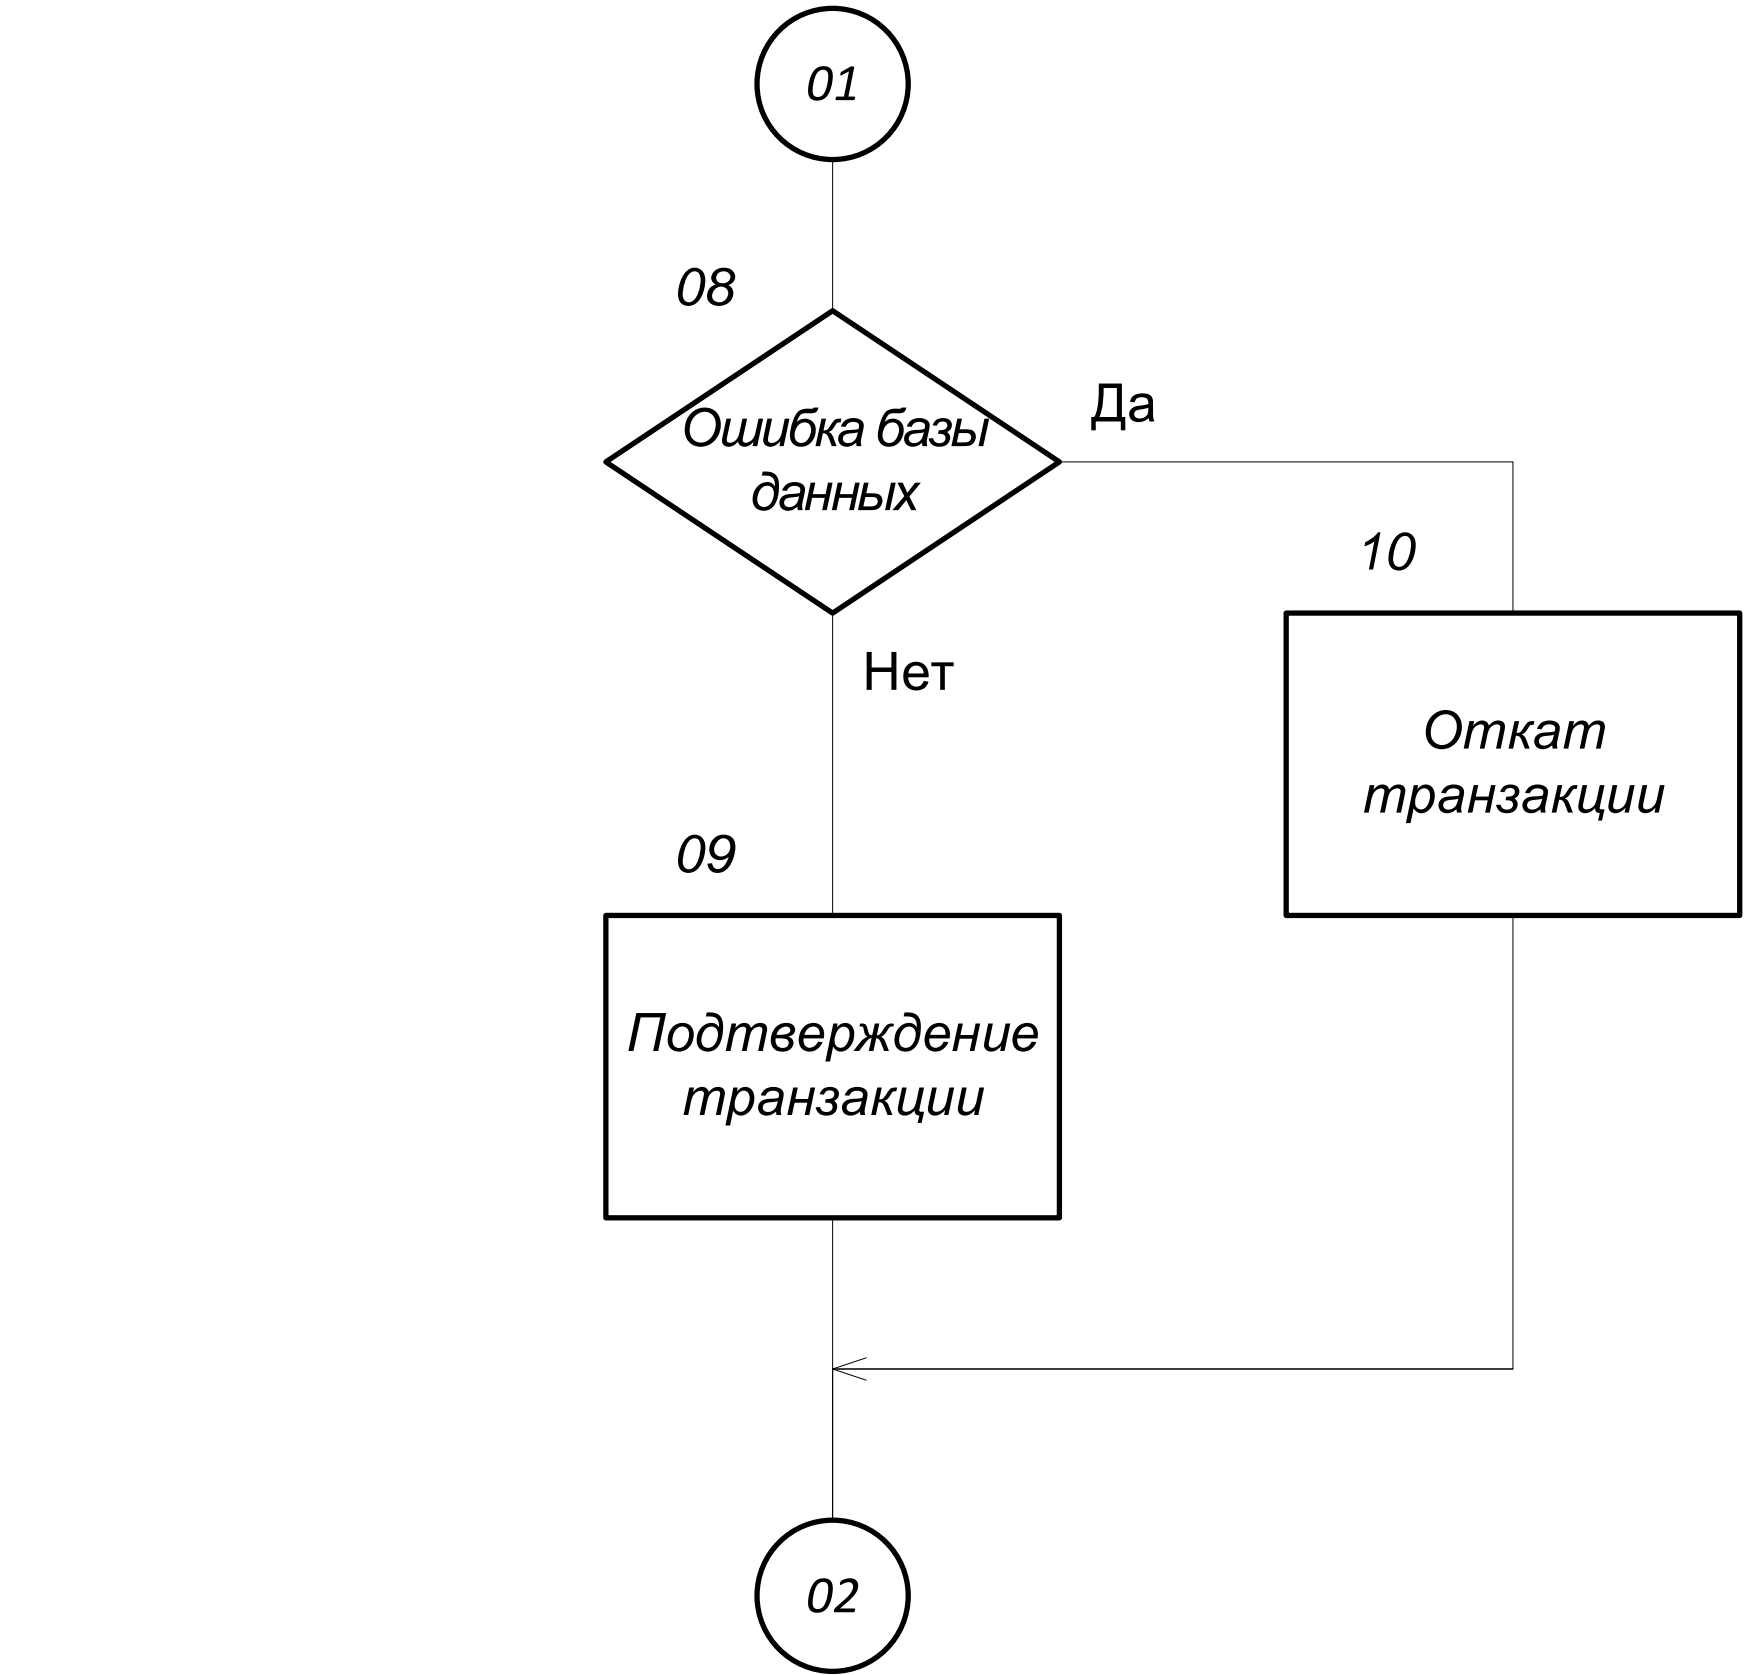 01
08
Да
Ошибка базы
данных
10
Нет
Откат
транзакции
09
Подтверждение
транзакции
02